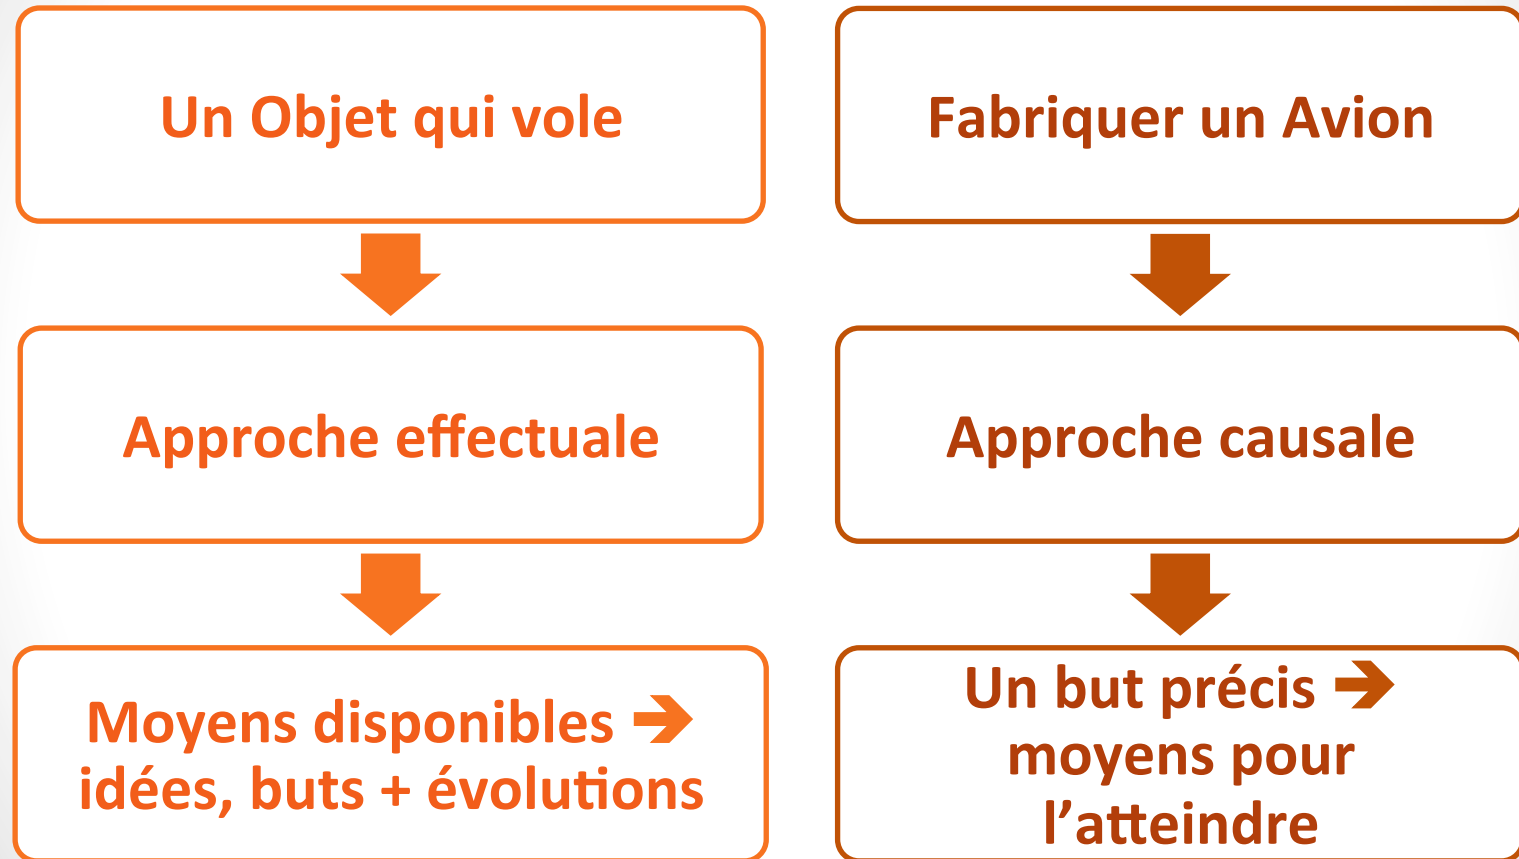 Un Objet qui vole
Approche effectuale
Moyens disponibles ➔
idées, buts + évolutions
Fabriquer un Avion
Approche causale
Un but précis ➔
moyens pour
l’atteindre